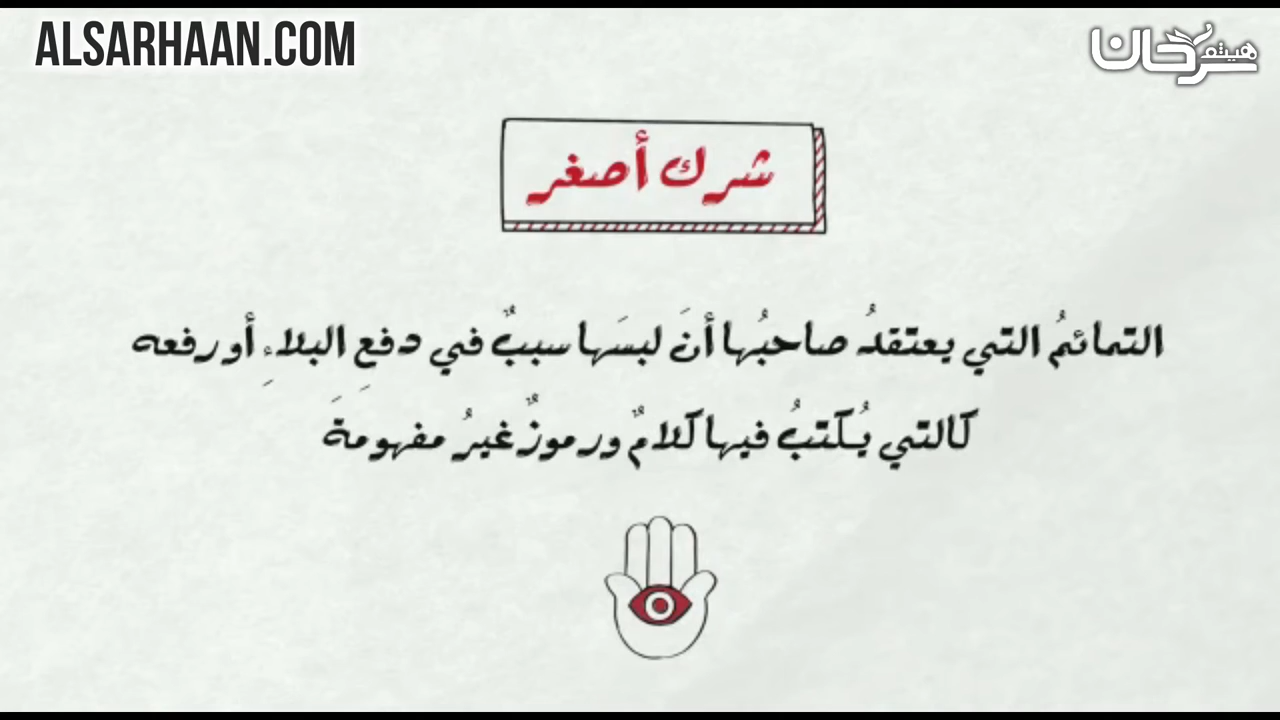 ALSARHAAN.COM
هيثم سرحان
شرك أصغر
التمائمُ التي يعتقدُ صاحبُها أنَ لبسَها سببٌ في دفعِ البلاءِ أو رفعه
كالتي يُكتبُ فيها كلامٌ ورموزٌ غيرُ مفهومةَ